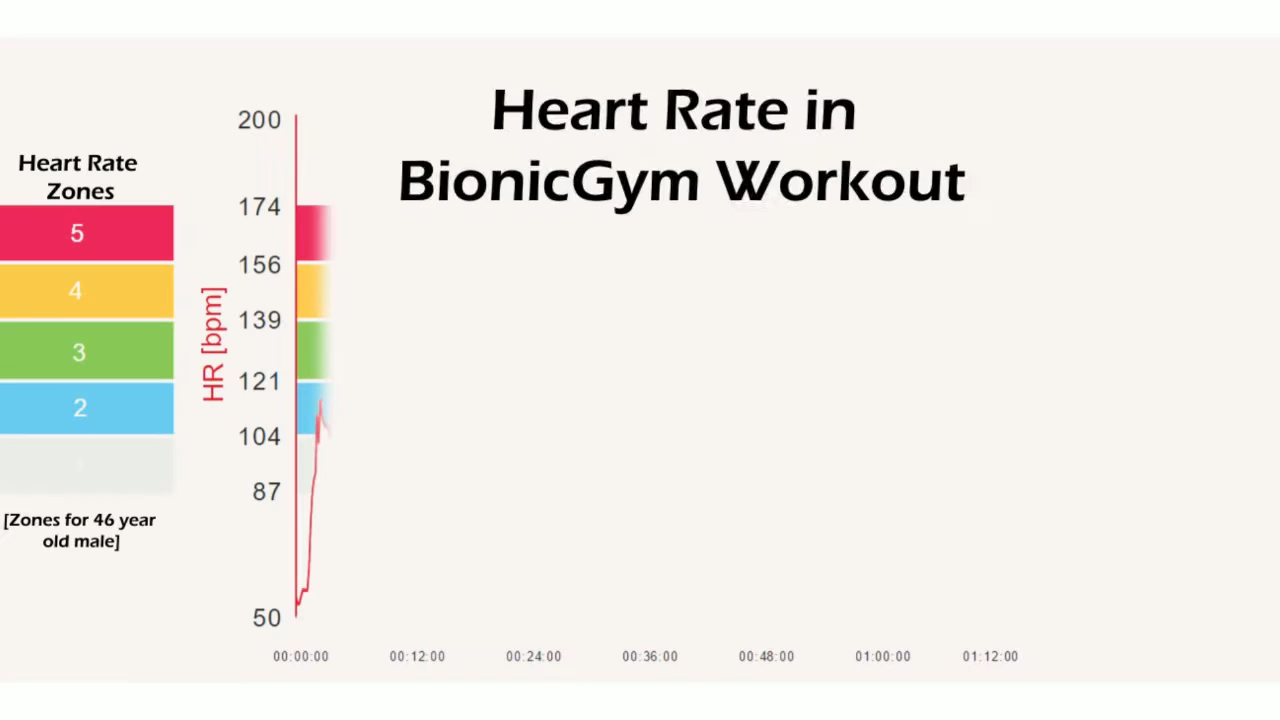 Heart Rate in
BionicGym Workout
Heart Rate
Zones
5
4
3
2
[Zones for 46 year
old male]
HR [bpm]
200
174
156
139
121
104
87
50
00:00:00 00:12:00 00:24:00 00:36:00 00:48:00 01:00:00 01:12:00